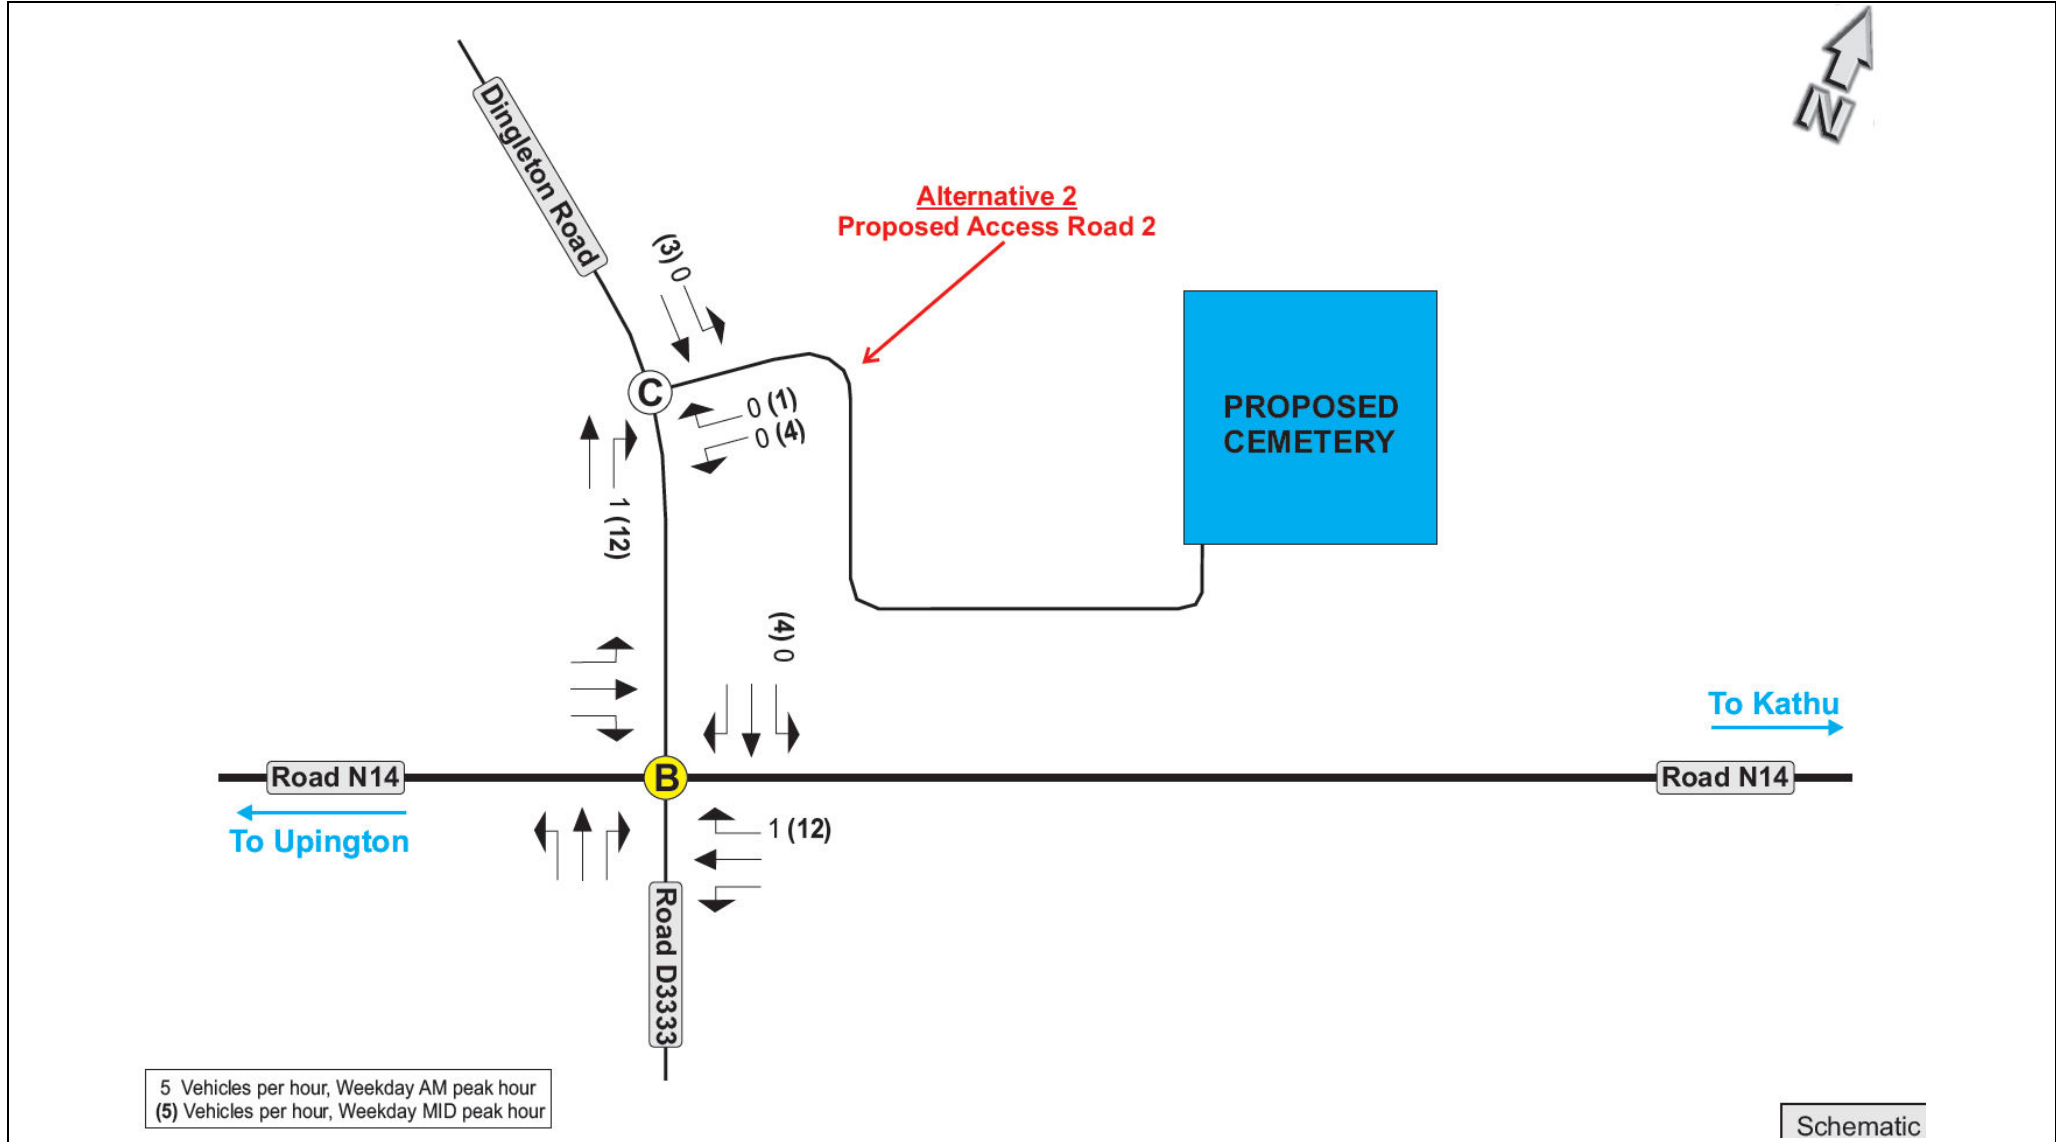 N
Dingleton Road
Alternative 2
Proposed Access Road 2
(3) 0
C
0 (1)
0 (4)
PROPOSED
CEMETERY
1 (12)
(4) 0
To Kathu
Road N14
B
Road N14
To Upington
1 (12)
Road D3333
5 Vehicles per hour, Weekday AM peak hour
(5) Vehicles per hour, Weekday MID peak hour
Schematic